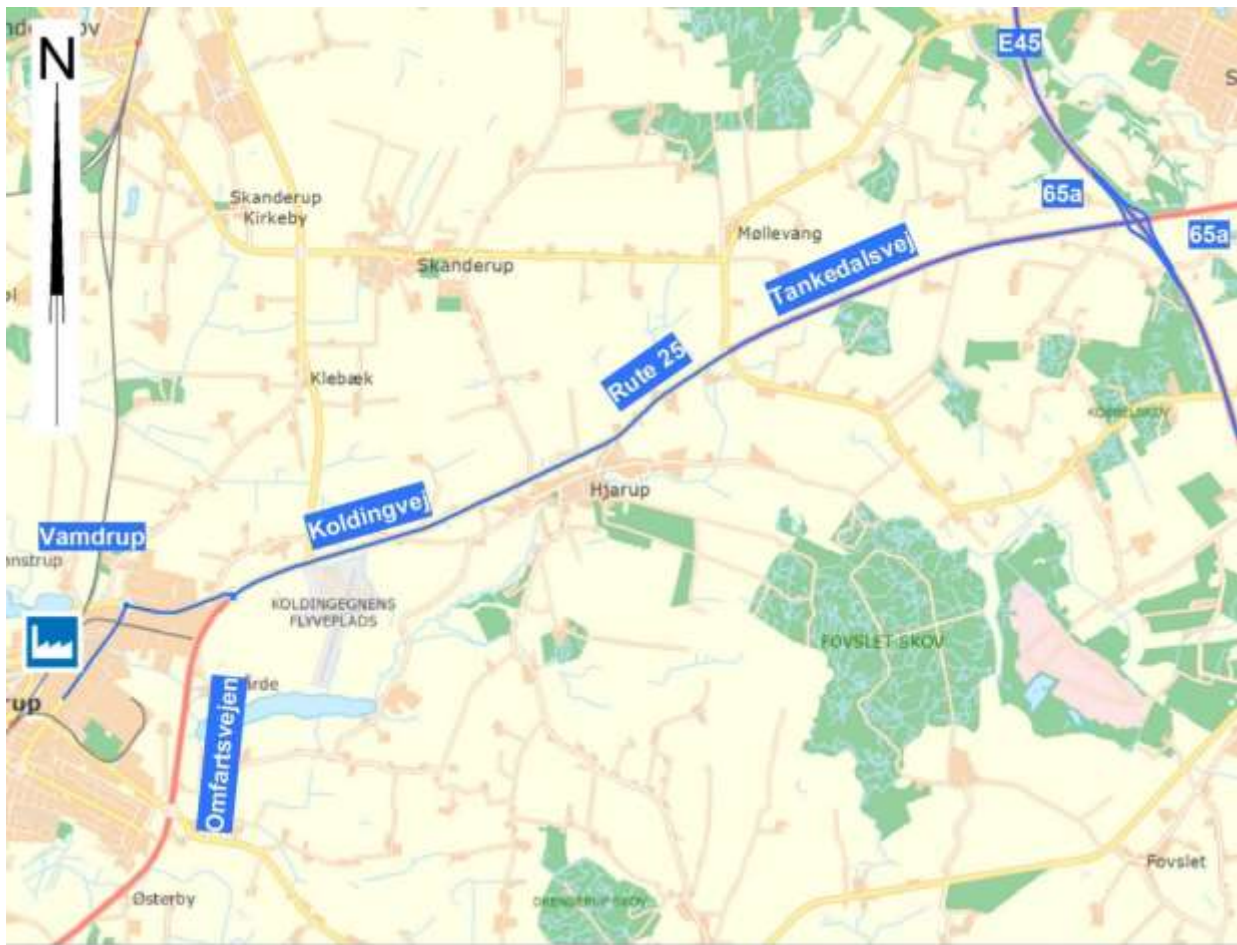 N
E45
Skanderup
Kirkeby
65a
65a
Møllevang
Skanderup
Tankedalsvej
Rute 25
Klebæk
Hjarup
Koldingvej
Vamdrup
KOLDINGEGNENS
FLYVEPLADS
FOVSLET SKOV
Omfartsvejen
Fovslet
Østerby